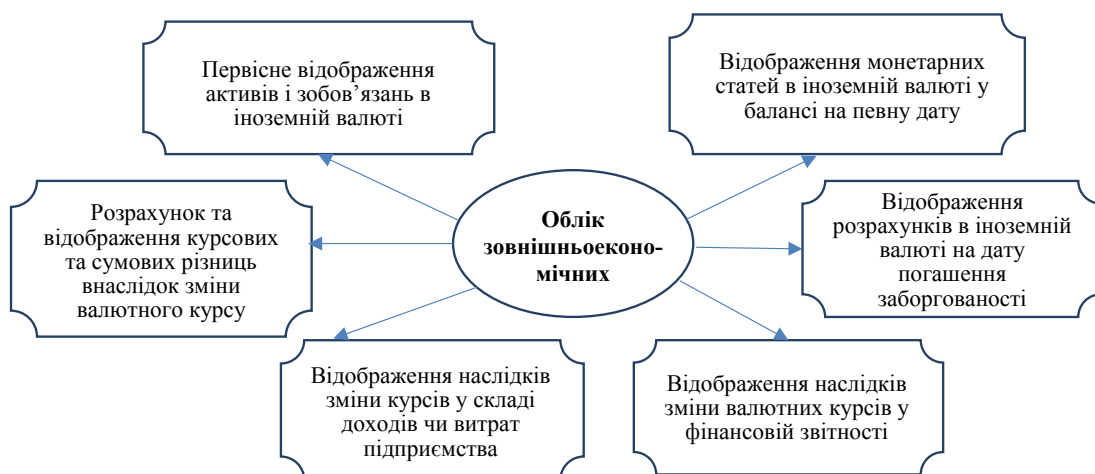 Первісне відображення
активів і зобов’язань в
іноземній валюті
Відображення монетарних
статей в іноземній валюті у
балансі на певну дату
Розрахунок та
відображення курсових
та сумових різниць
внаслідок зміни
валютного курсу
Облік
зовнішньоеконо-
мічних
Відображення
розрахунків в іноземній
валюті на дату
погашення
заборгованості
Відображення наслідків
зміни курсів у складі
доходів чи витрат
підприємства
Відображення наслідків
зміни валютних курсів у
фінансовій звітності